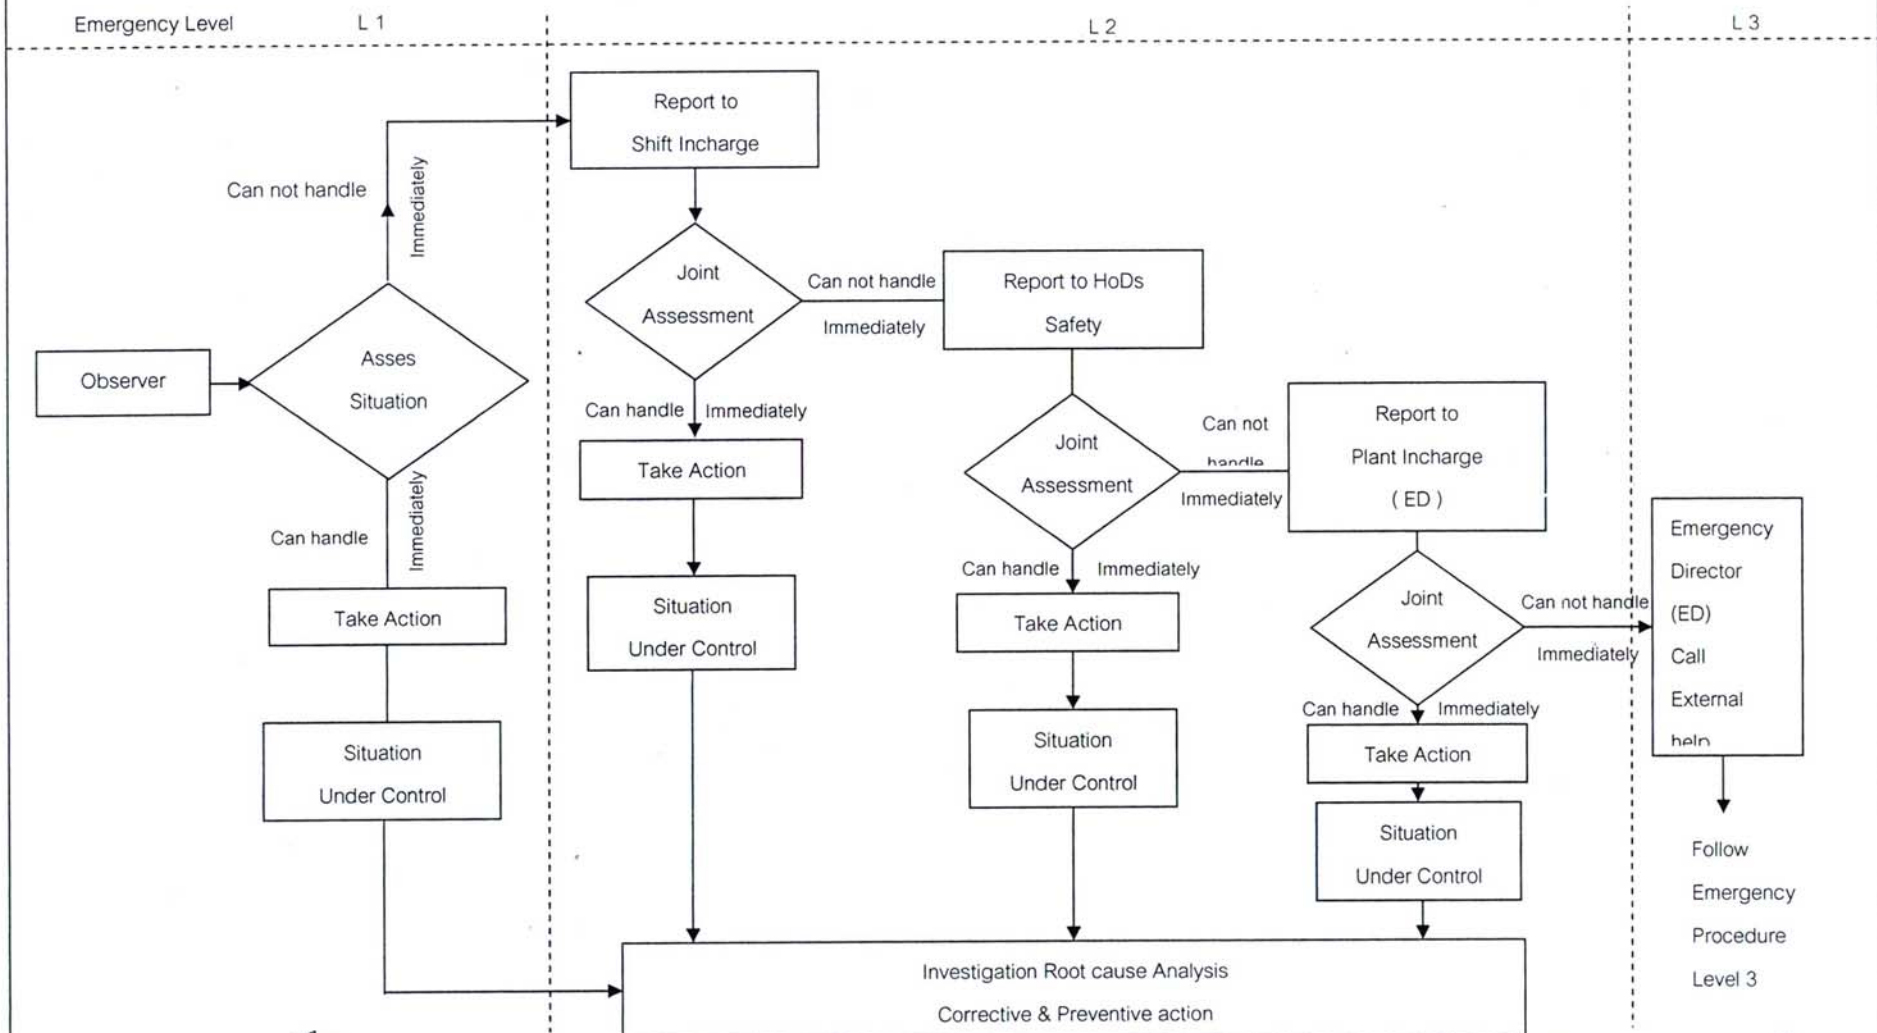 Emergency Level
L 1
L 2
L 3
Report to
Shift Incharge
Can not handle
Immediately
Joint
Assessment
Can not handle
Immediately
Report to HoDs
Safety
Observer
Asses
Situation
Can handle
Immediately
Can handle
Immediately
Take Action
Joint
Assessment
Can not
handle
Immediately
Report to
Plant Incharge
( ED )
Take Action
Situation
Under Control
Can handle
Immediately
Take Action
Joint
Assessment
Can not handle
Immediately
Emergency
Director
(ED)
Call
External
help
Situation
Under Control
Situation
Under Control
Can handle
Immediately
Take Action
Situation
Under Control
Follow
Emergency
Procedure
Level 3
Investigation Root cause Analysis
Corrective & Preventive action